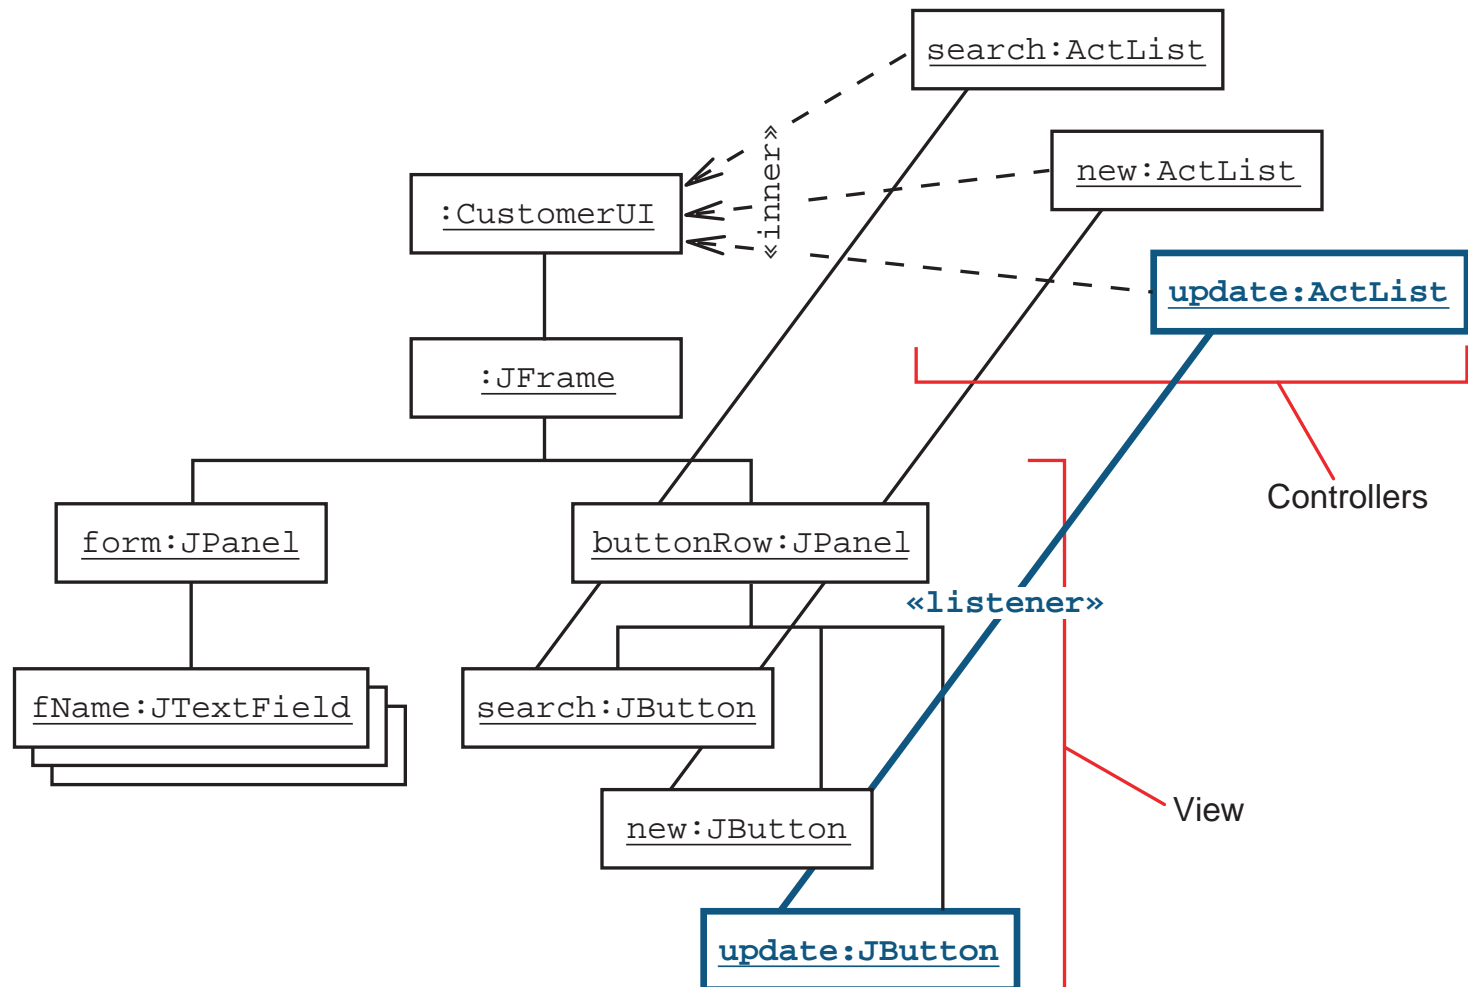 search:ActList
new:ActList
«inner»
:CustomerUI
update:ActList
:JFrame
Controllers
form:JPanel
buttonRow:JPanel
«listener»
fName:JTextField
search:JButton
View
new:JButton
update:JButton